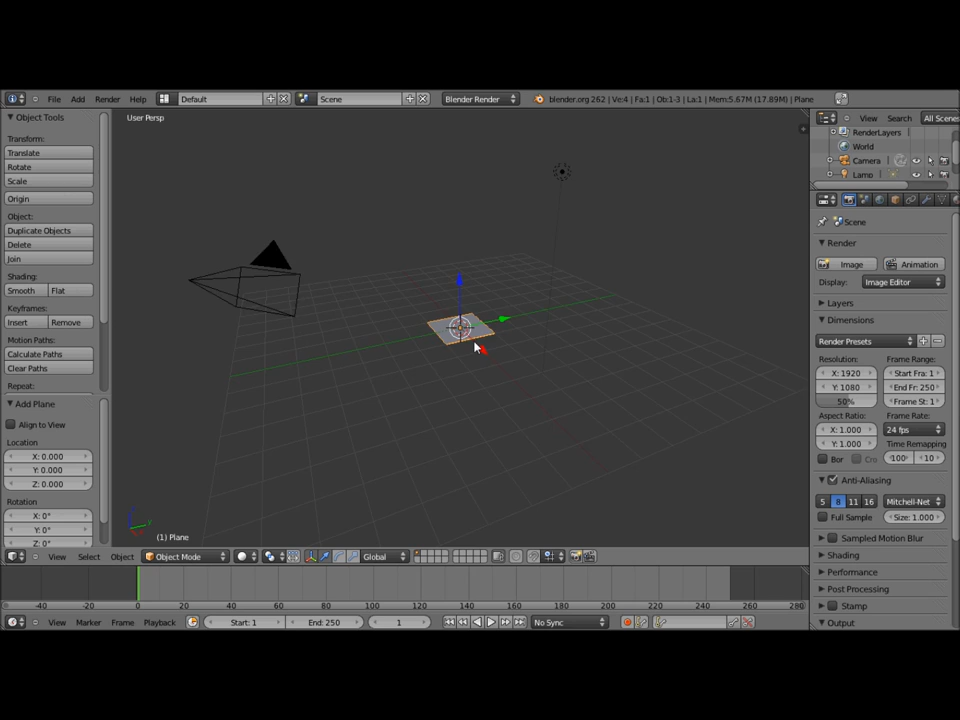 File Add Render Help Default Scene Blender Render blender.org 262 | Ve:4 | Fa:1 | Ob:1-3 | La:1 | Mem:5.67M (17.89M) | Plane
Object Tools
Transform:
Translate
Rotate
Scale
Origin
Object:
Duplicate Objects
Delete
Join
Shading:
Smooth Flat
Keyframes:
Insert Remove
Motion Paths:
Calculate Paths
Clear Paths
Repeat:
Add Plane
Align to View
Location
X: 0.000
Y: 0.000
Z: 0.000
Rotation
X: 0°
Y: 0°
Z: 0°
User Persp
y
(1) Plane
View Select Object Object Mode Global
View Search All Scenes
RenderLayers
World
Camera
Lamp
Scene
Render
Image Animation
Display: Image Editor
Layers
Dimensions
Render Presets
Resolution: Frame Range:
X: 1920 Start Fra: 1
Y: 1080 End Fr: 250
50% Frame St: 1
Aspect Ratio: Frame Rate:
X: 1.000 24 fps
Y: 1.000 Time Remapping
Bor Cro 100 10
Anti-Aliasing
5 8 11 16 Mitchell-Net
Full Sample Size: 1.000
Sampled Motion Blur
Shading
Performance
Post Processing
Stamp
Output
-40 -20 0 20 40 60 80 100 120 140 160 180 200 220 240 260 280
View Marker Frame Playback Start: 1 End: 250 1 No Sync